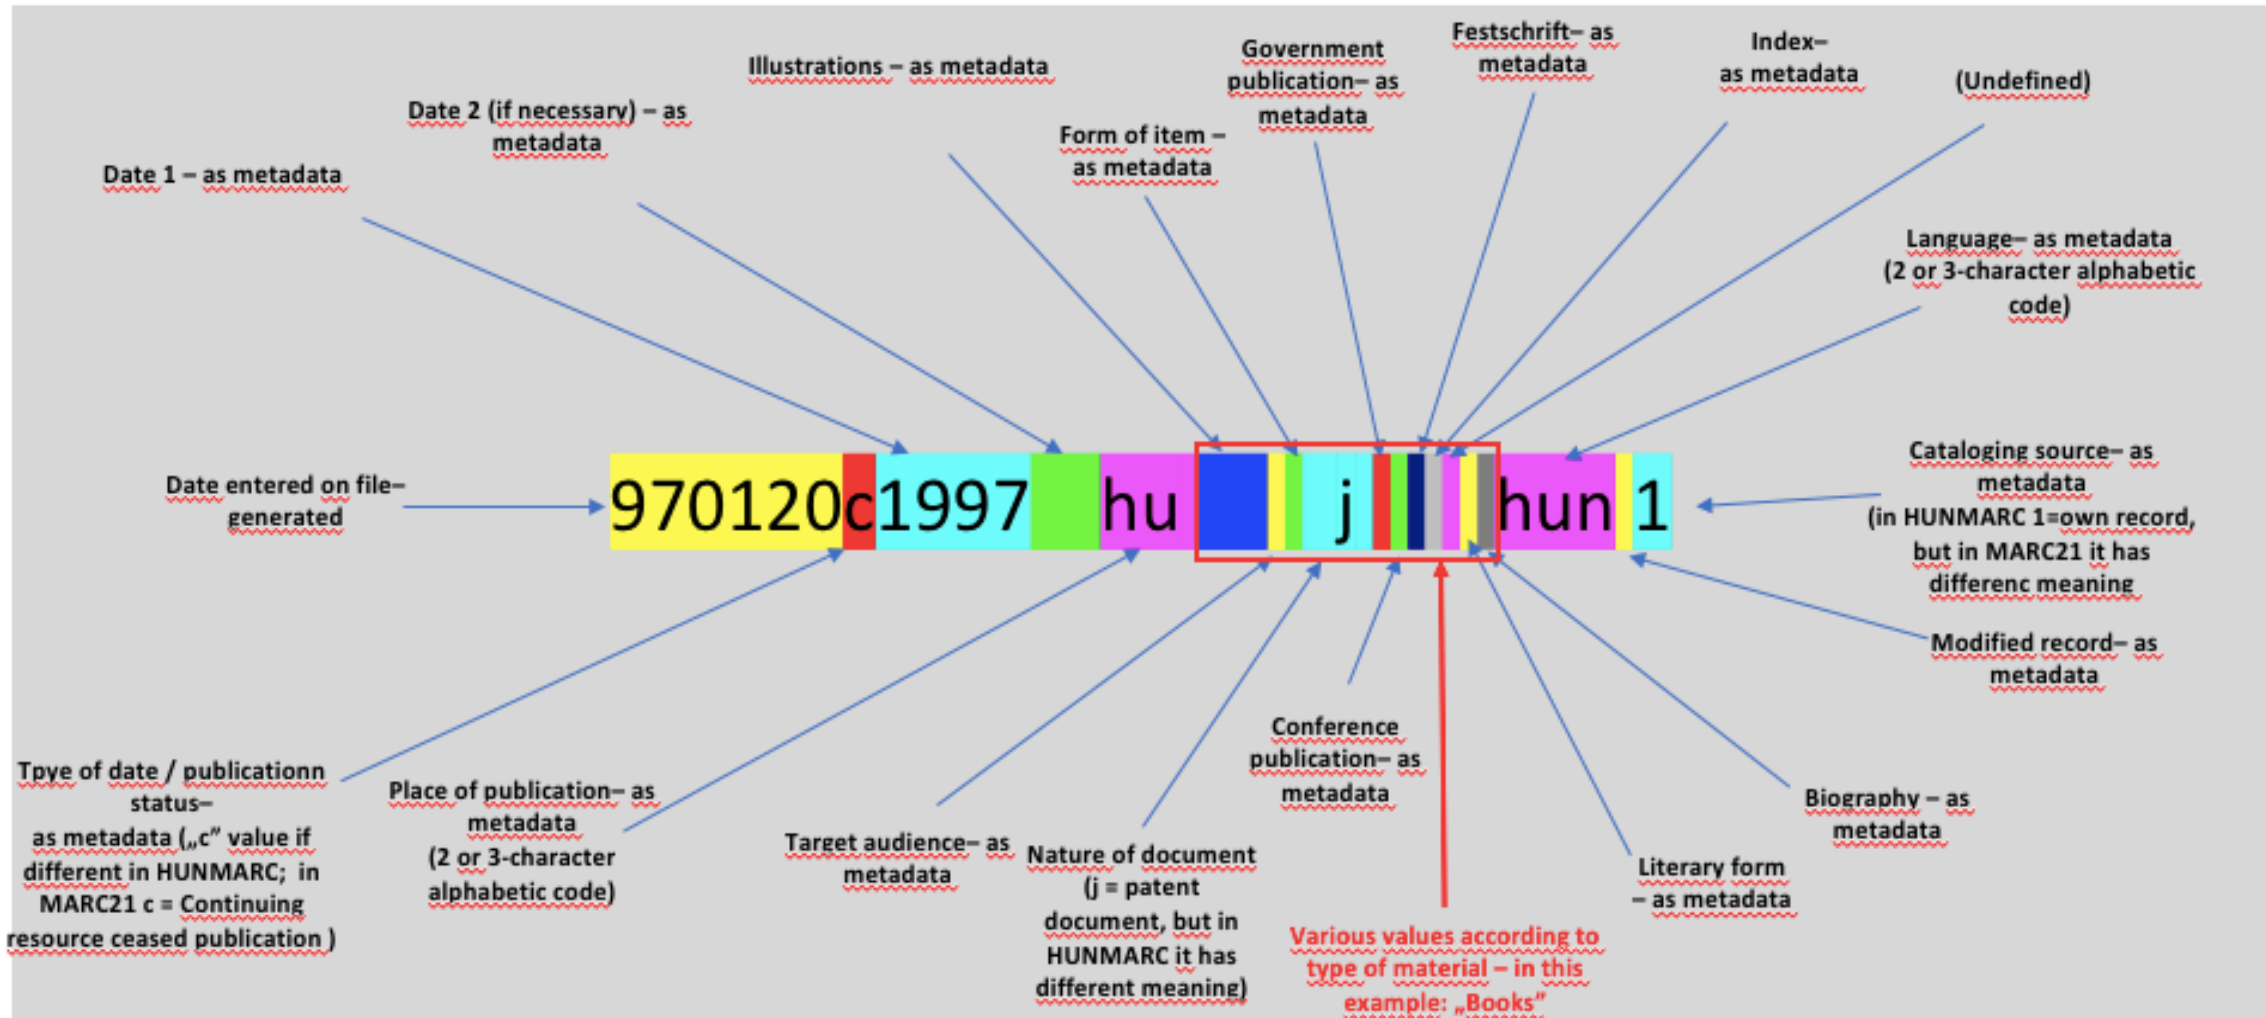 Illustrations – as metadata
Government
publication– as
metadata
Festschrift– as
metadata
Index–
as metadata
(Undefined)
Date 2 (if necessary) – as
metadata
Form of item –
as metadata
Date 1 – as metadata
Language– as metadata
(2 or 3-character alphabetic
code)
Date entered on file–
generated
970120c1997 hu j hun 1
Cataloging source– as
metadata
(in HUNMARC 1=own record,
but in MARC21 it has
differenc meaning
Modified record– as
metadata
Tpye of date / publicationn
status–
as metadata („c” value if
different in HUNMARC; in
MARC21 c = Continuing
resource ceased publication )
Place of publication– as
metadata
(2 or 3-character
alphabetic code)
Target audience– as
metadata
Nature of document
(j = patent
document, but in
HUNMARC it has
different meaning)
Conference
publication– as
metadata
Various values according to
type of material – in this
example: „Books”
Literary form
– as metadata
Biography – as
metadata